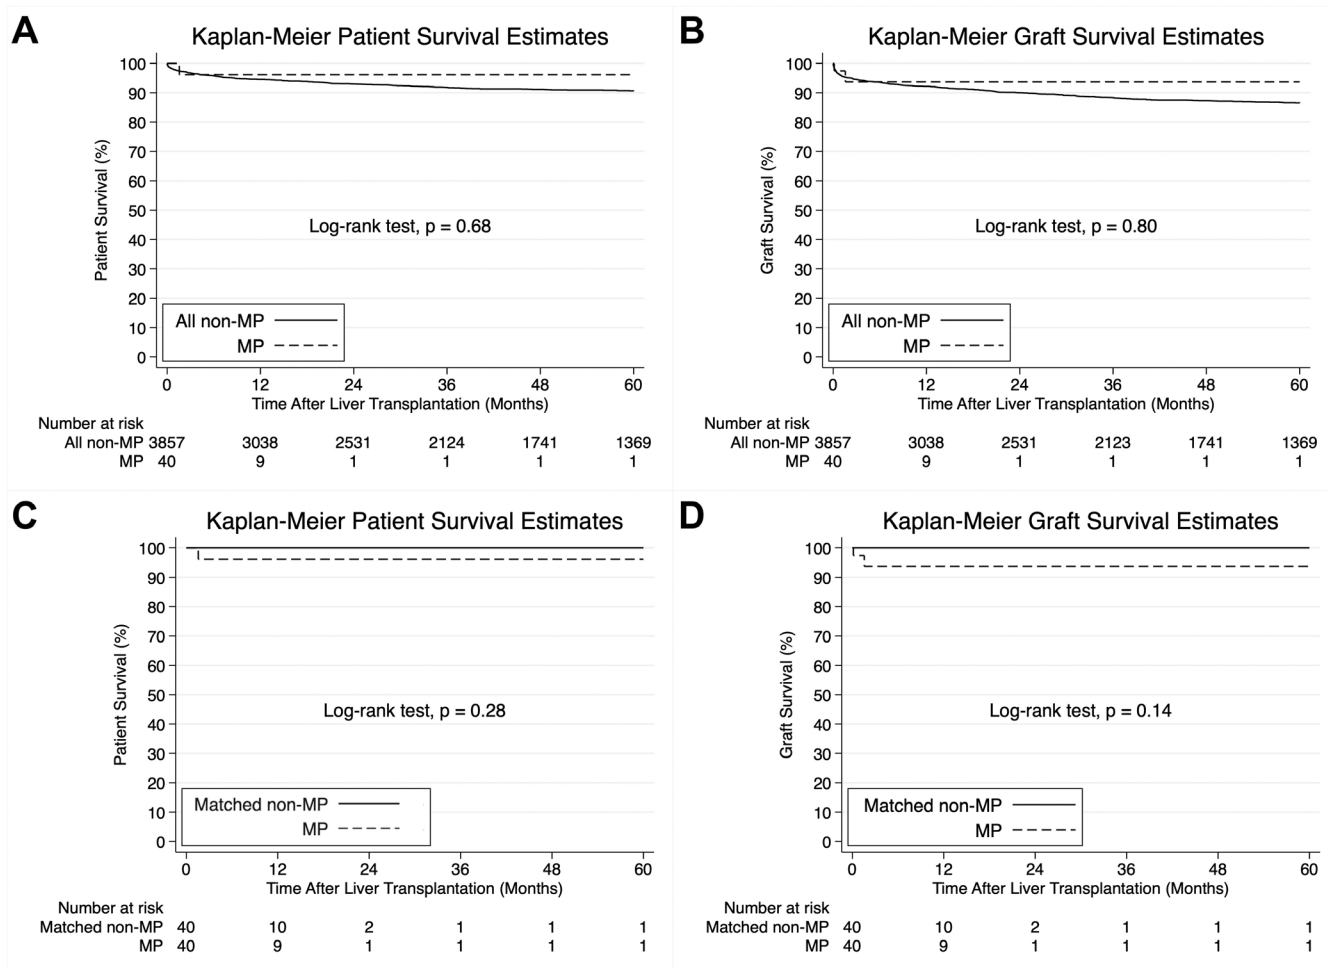 A
Kaplan-Meier Patient Survival Estimates
100
90
80
70
60
50
40
30
20
10
0
Patient Survival (%)
Log-rank test, p = 0.68
All non-MP
MP
0 12 24 36 48 60
Time After Liver Transplantation (Months)
Number at risk
All non-MP 3857 3038 2531 2124 1741 1369
MP 40 9 1 1 1 1
B
Kaplan-Meier Graft Survival Estimates
100
90
80
70
60
50
40
30
20
10
0
Graft Survival (%)
Log-rank test, p = 0.80
All non-MP
MP
0 12 24 36 48 60
Time After Liver Transplantation (Months)
Number at risk
All non-MP 3857 3038 2531 2123 1741 1369
MP 40 9 1 1 1 1
C
Kaplan-Meier Patient Survival Estimates
100
90
80
70
60
50
40
30
20
10
0
Patient Survival (%)
Log-rank test, p = 0.28
Matched non-MP
MP
0 12 24 36 48 60
Time After Liver Transplantation (Months)
Number at risk
Matched non-MP 40 10 2 1 1 1
MP 40 9 1 1 1 1
D
Kaplan-Meier Graft Survival Estimates
100
90
80
70
60
50
40
30
20
10
0
Graft Survival (%)
Log-rank test, p = 0.14
Matched non-MP
MP
0 12 24 36 48 60
Time After Liver Transplantation (Months)
Number at risk
Matched non-MP 40 10 2 1 1 1
MP 40 9 1 1 1 1